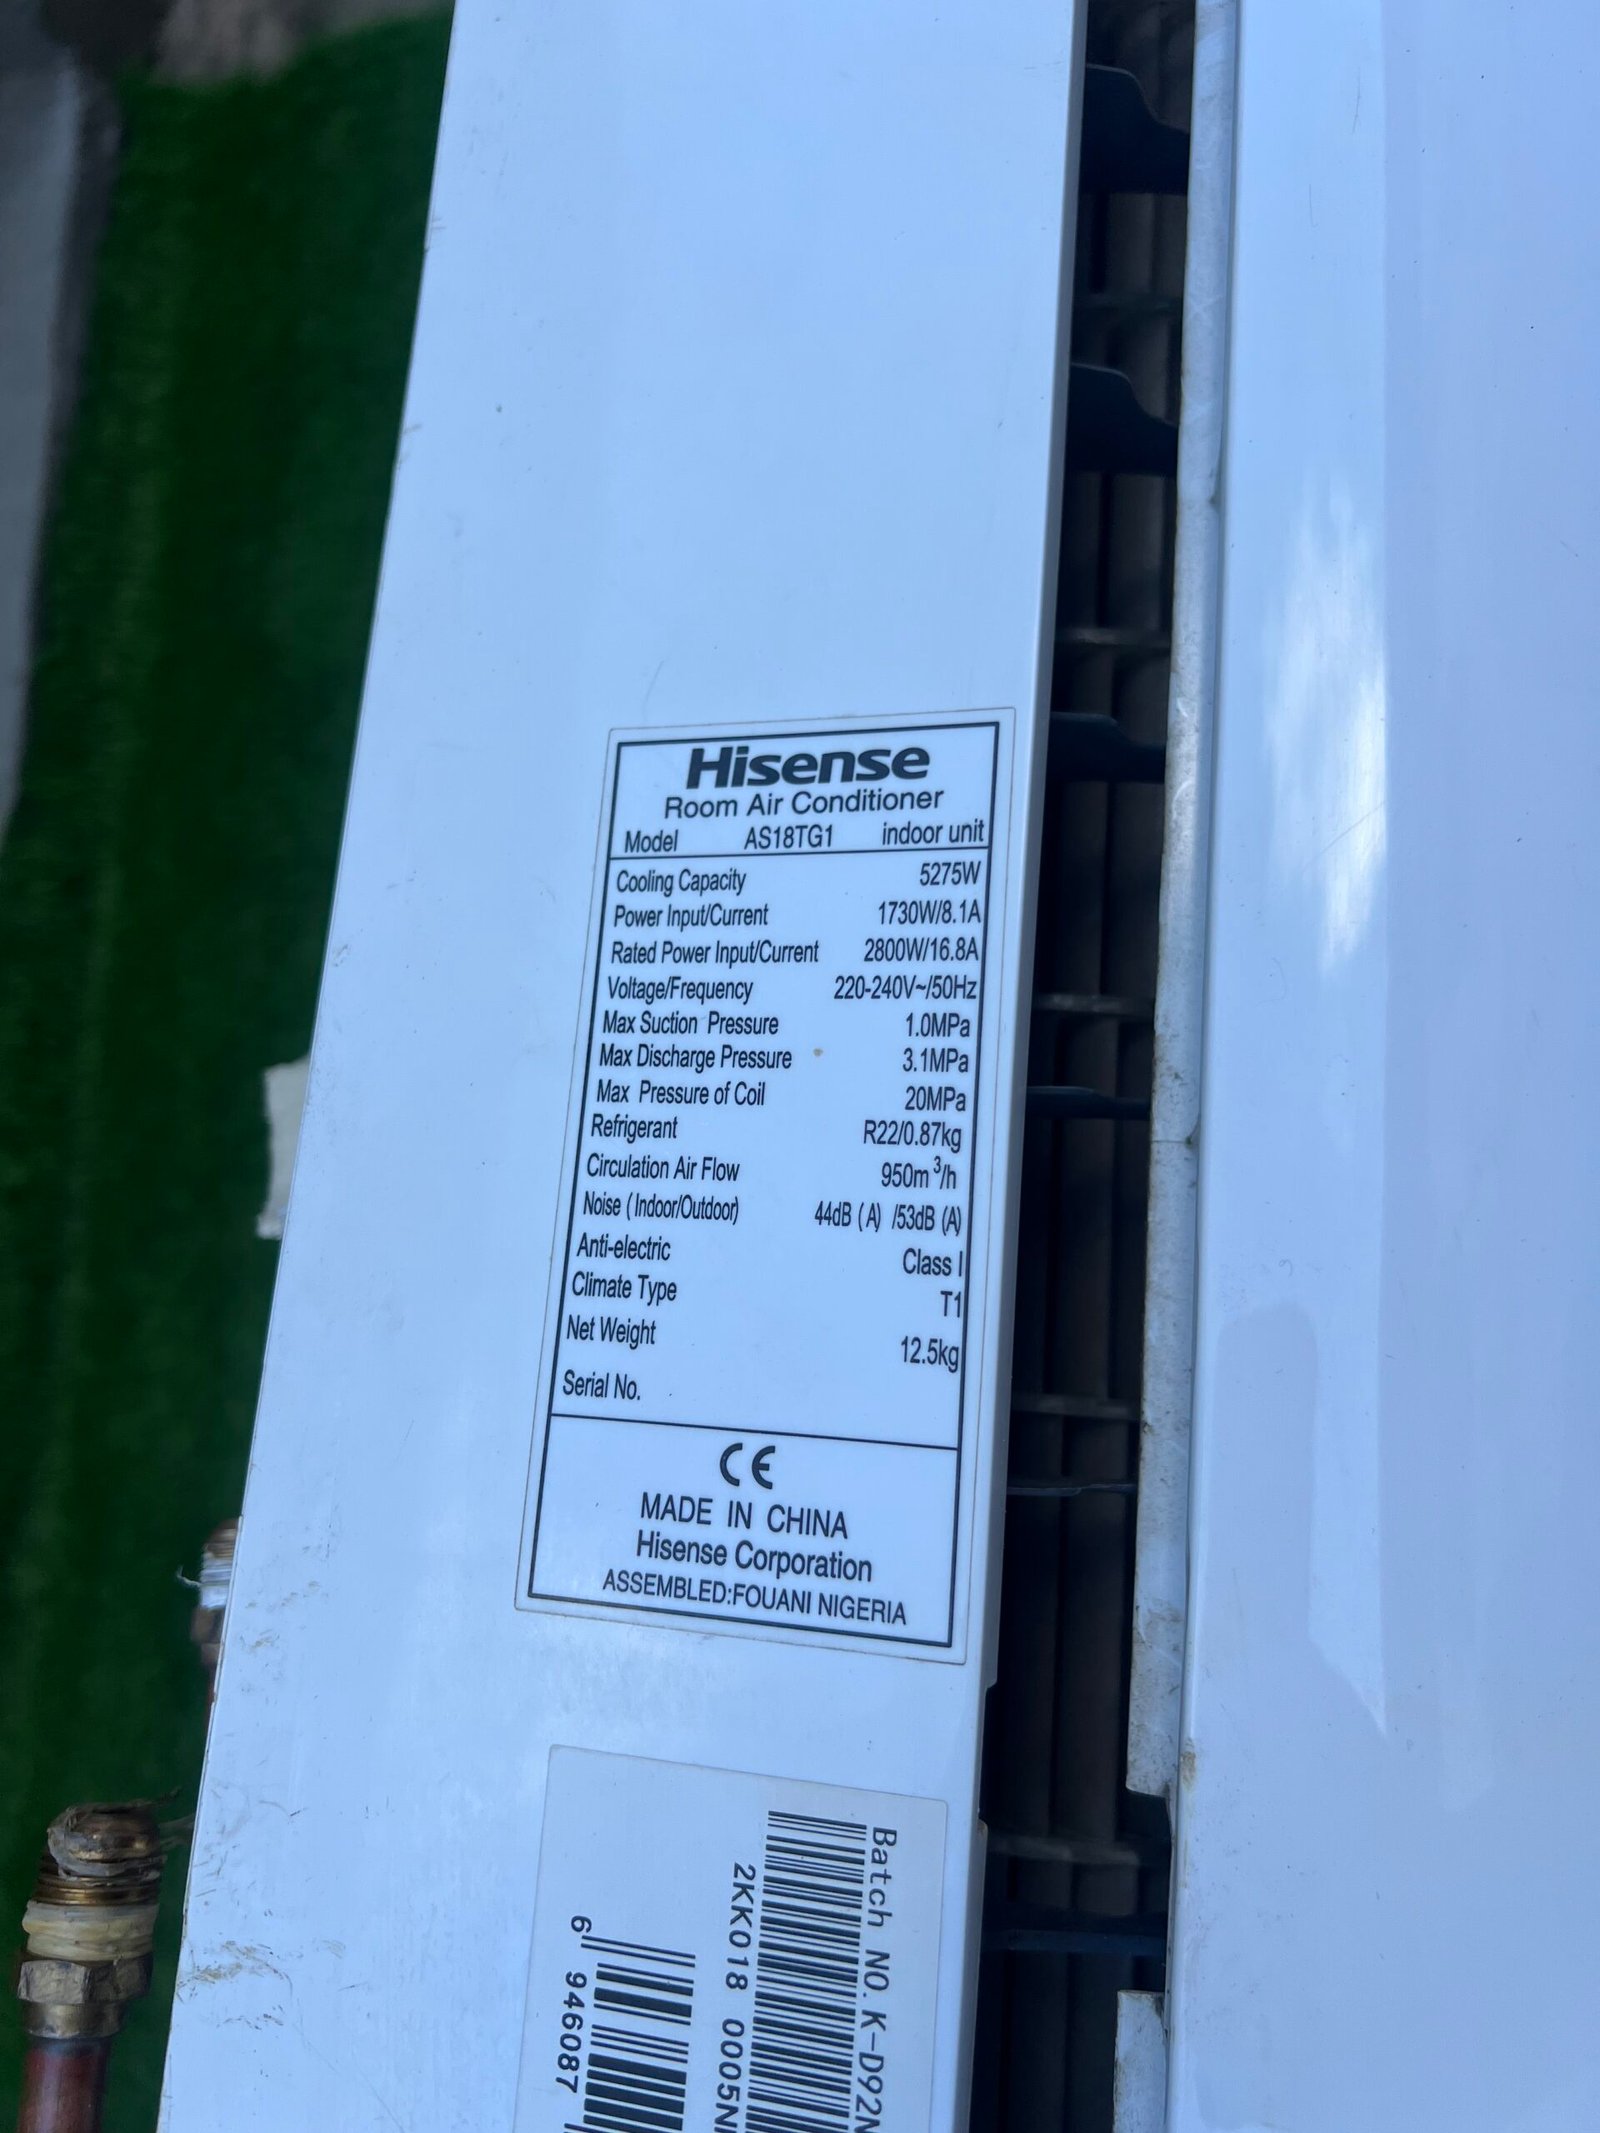 Hisense
Room Air Conditioner
Model AS18TG1 indoor unit
Cooling Capacity 5275W
Power Input/Current 1730W/8.1A
Rated Power Input/Current 2800W/16.8A
Voltage/Frequency 220-240V~/50Hz
Max Suction Pressure 1.0MPa
Max Discharge Pressure 3.1MPa
Max Pressure of Coil 20MPa
Refrigerant R22/0.87kg
Circulation Air Flow 950m³/h
Noise (Indoor/Outdoor) 44dB (A) /53dB (A)
Anti-electric Class I
Climate Type T1
Net Weight 12.5kg
Serial No.
CE
MADE IN CHINA
Hisense Corporation
ASSEMBLED:FOUANI NIGERIA
Batch NO. K-D92
2KK018 0005N
6 946087